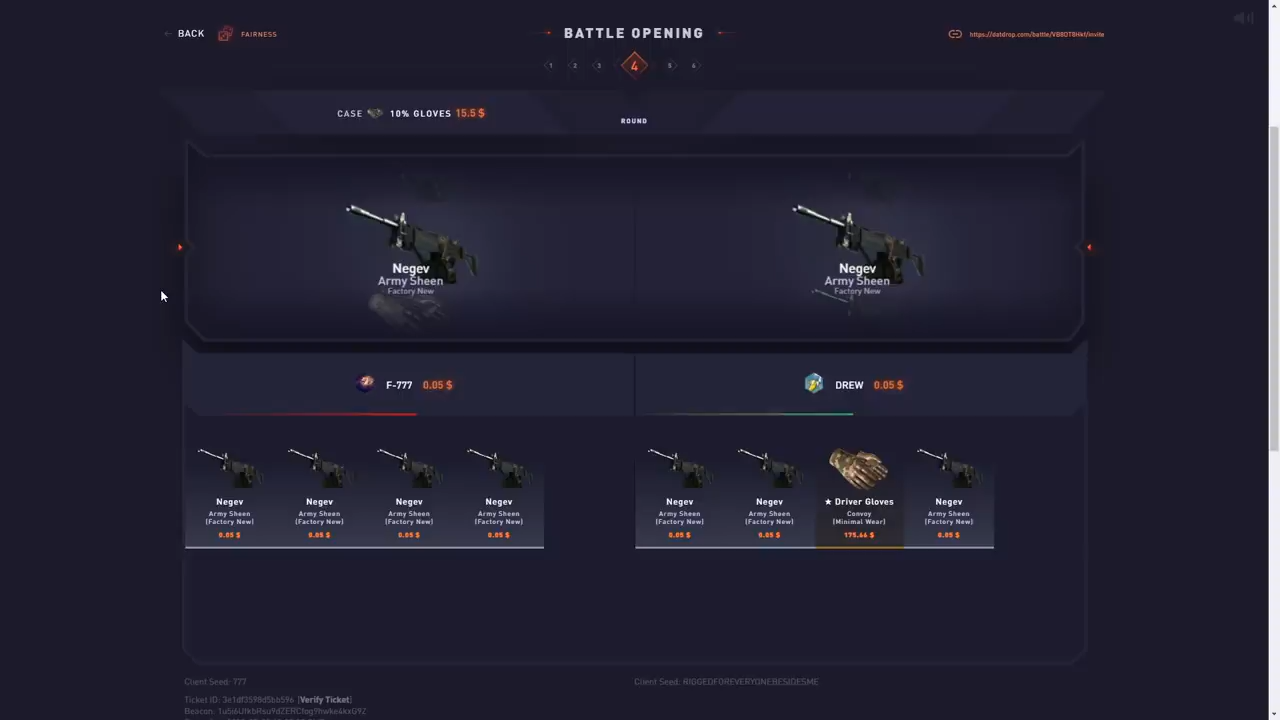 BACK
FAIRNESS
BATTLE OPENING
1 2 3 4 5 6
CASE 10% GLOVES 15.5 $
ROUND
Negev
Army Sheen
Factory New
Negev
Army Sheen
Factory New
F-777 0.05 $
DREW 0.05 $
Negev
Army Sheen
(Factory New)
0.05 $
Negev
Army Sheen
(Factory New)
0.05 $
Negev
Army Sheen
(Factory New)
0.05 $
Negev
Army Sheen
(Factory New)
0.05 $
Negev
Army Sheen
(Factory New)
0.05 $
Negev
Army Sheen
(Factory New)
0.05 $
★ Driver Gloves
Convoy
(Minimal Wear)
175.66 $
Negev
Army Sheen
(Factory New)
0.05 $
Client Seed: 777
Client Seed: RIGGEDFOREVERYONEBESIDESME
Ticket ID: 3e1df3598d5bb596 [Verify Ticket]
Beacon: